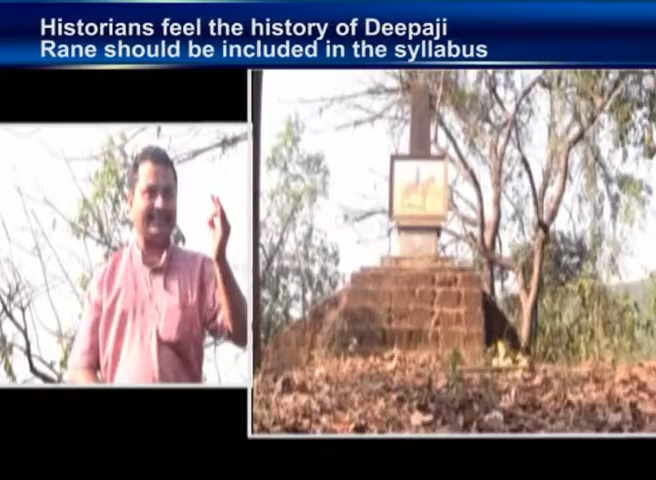 Historians feel the history of Deepaji
Rane should be included in the syllabus